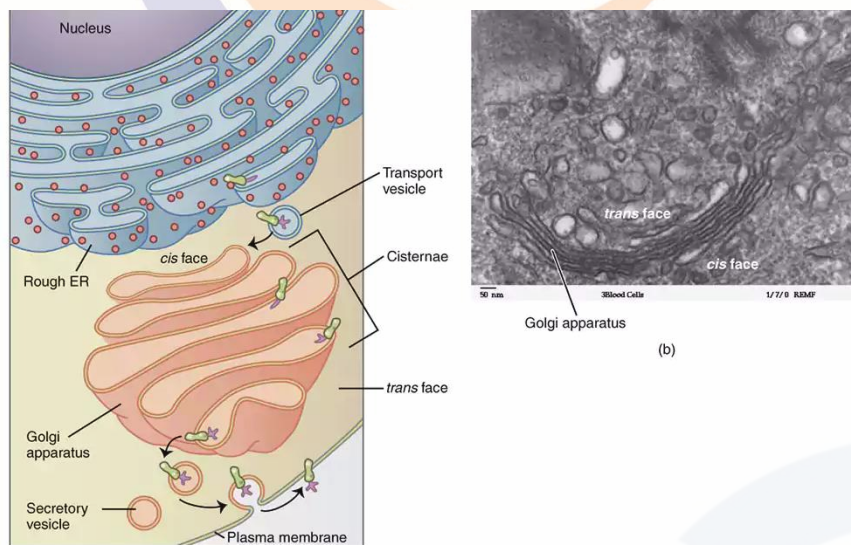 Nucleus
Transport
vesicle
cis face
Cisternae
Rough ER
trans face
Golgi
apparatus
Secretory
vesicle
Plasma membrane
trans face
cis face
50 nm
3Blood Cells
1/7/0 REMF
Golgi apparatus
(b)